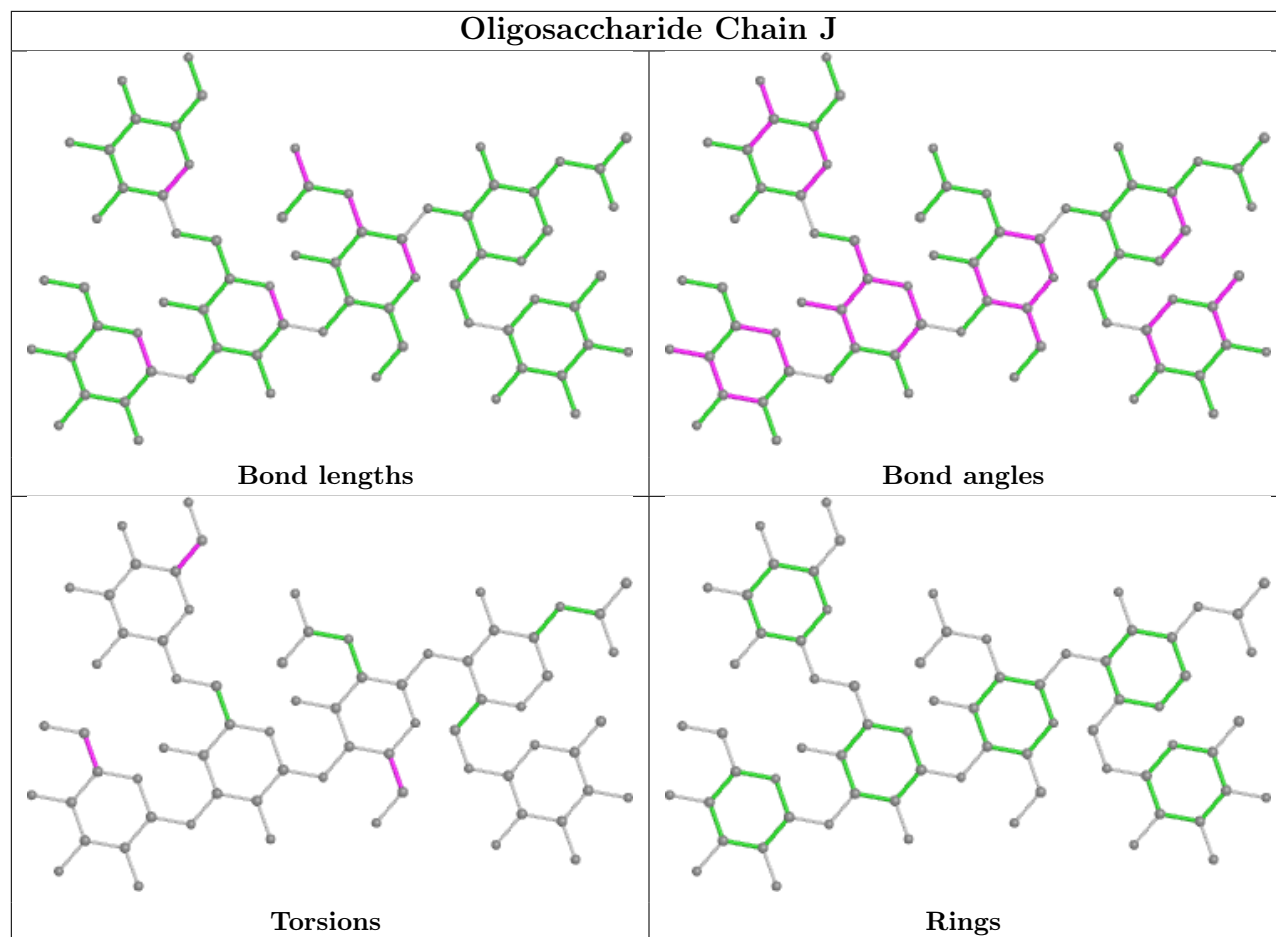 Oligosaccharide Chain J
Bond lengths
Bond angles
Torsions
Rings